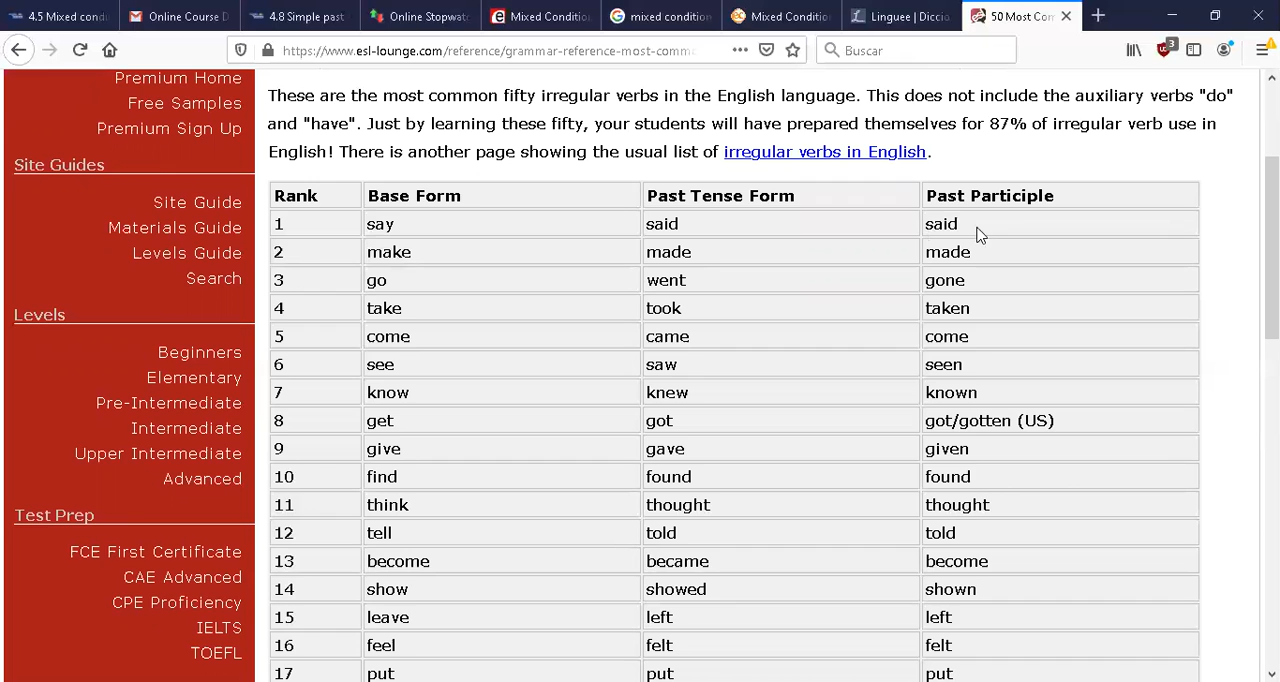 4.5 Mixed cond
Online Course D
4.8 Simple past
Online Stopwat
Mixed Condition
mixed condition
Mixed Condition
Linguee | Diccio
50 Most Com
https://www.esl-lounge.com/reference/grammar-reference-most-commo
Buscar
3
Premium Home
Free Samples
Premium Sign Up
Site Guides
Site Guide
Materials Guide
Levels Guide
Search
Levels
Beginners
Elementary
Pre-Intermediate
Intermediate
Upper Intermediate
Advanced
Test Prep
FCE First Certificate
CAE Advanced
CPE Proficiency
IELTS
TOEFL
These are the most common fifty irregular verbs in the English language. This does not include the auxiliary verbs "do"
and "have". Just by learning these fifty, your students will have prepared themselves for 87% of irregular verb use in
English! There is another page showing the usual list of irregular verbs in English.
Rank Base Form Past Tense Form Past Participle
1 say said said
2 make made made
3 go went gone
4 take took taken
5 come came come
6 see saw seen
7 know knew known
8 get got got/gotten (US)
9 give gave given
10 find found found
11 think thought thought
12 tell told told
13 become became become
14 show showed shown
15 leave left left
16 feel felt felt
17 put put put